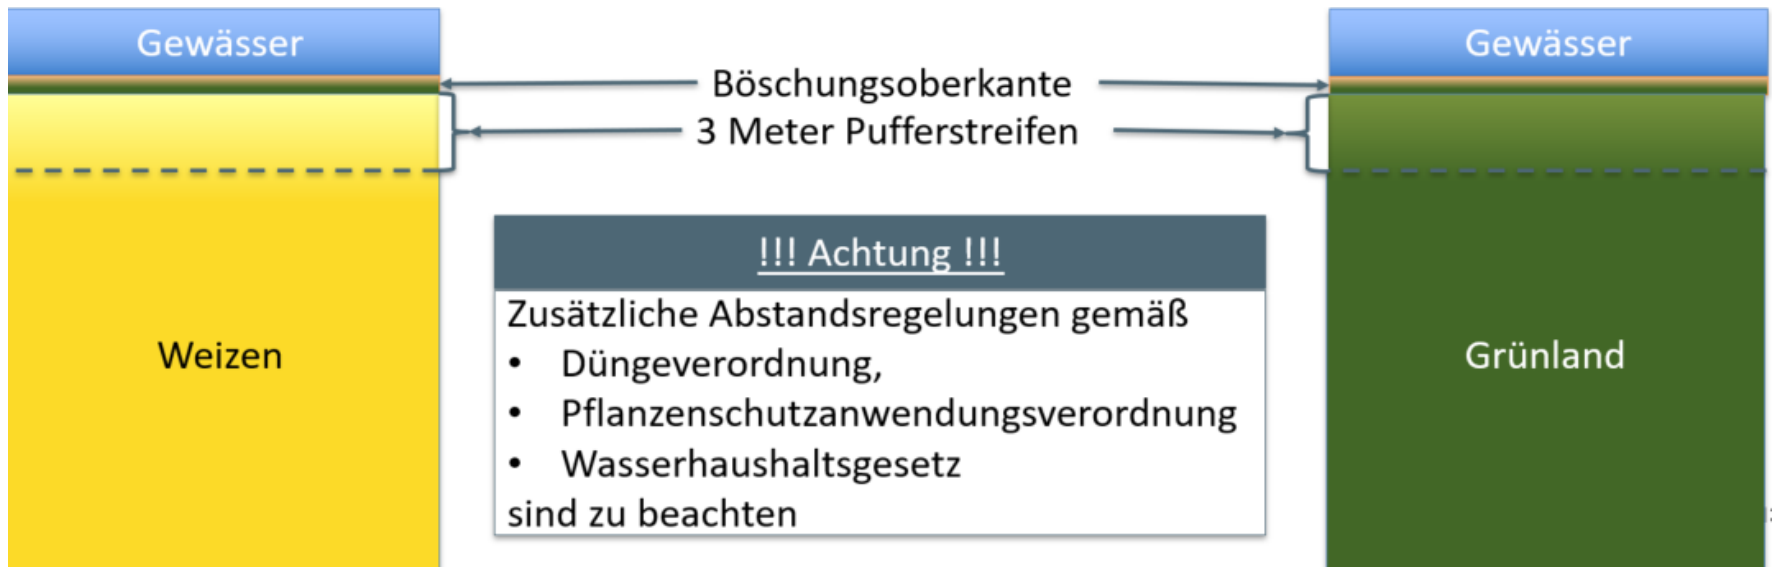 Gewässer
Gewässer
Böschungsoberkante
3 Meter Pufferstreifen
!!! Achtung !!!
Zusätzliche Abstandsregelungen gemäß
• Düngeverordnung,
• Pflanzenschutzanwendungsverordnung
• Wasserhaushaltsgesetz
sind zu beachten
Weizen
Grünland